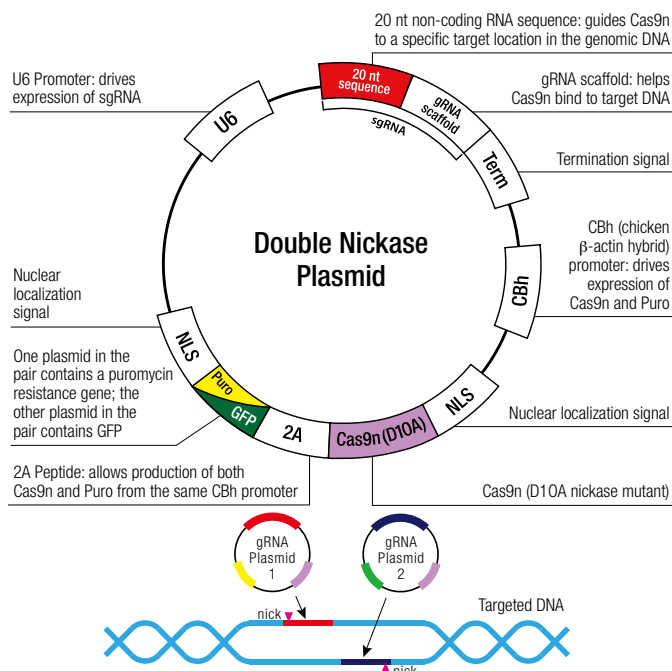 20 nt non-coding RNA sequence: guides Cas9n
to a specific target location in the genomic DNA
U6 Promoter: drives
expression of sgRNA
gRNA scaffold: helps
Cas9n bind to target DNA
20 nt
sequence
gRNA
scaffold
sgRNA
U6
Term
Termination signal
Double Nickase
Plasmid
CBh (chicken
β-actin hybrid)
promoter: drives
expression of
Cas9n and Puro
CBh
Nuclear
localization
signal
NLS
One plasmid in the
pair contains a puromycin
resistance gene; the
other plasmid in the
pair contains GFP
Puro
GFP
2A
Cas9n (D10A)
NLS
Nuclear localization signal
2A Peptide: allows production of both
Cas9n and Puro from the same CBh promoter
Cas9n (D10A nickase mutant)
gRNA
Plasmid
1
gRNA
Plasmid
2
Targeted DNA
nick
nick